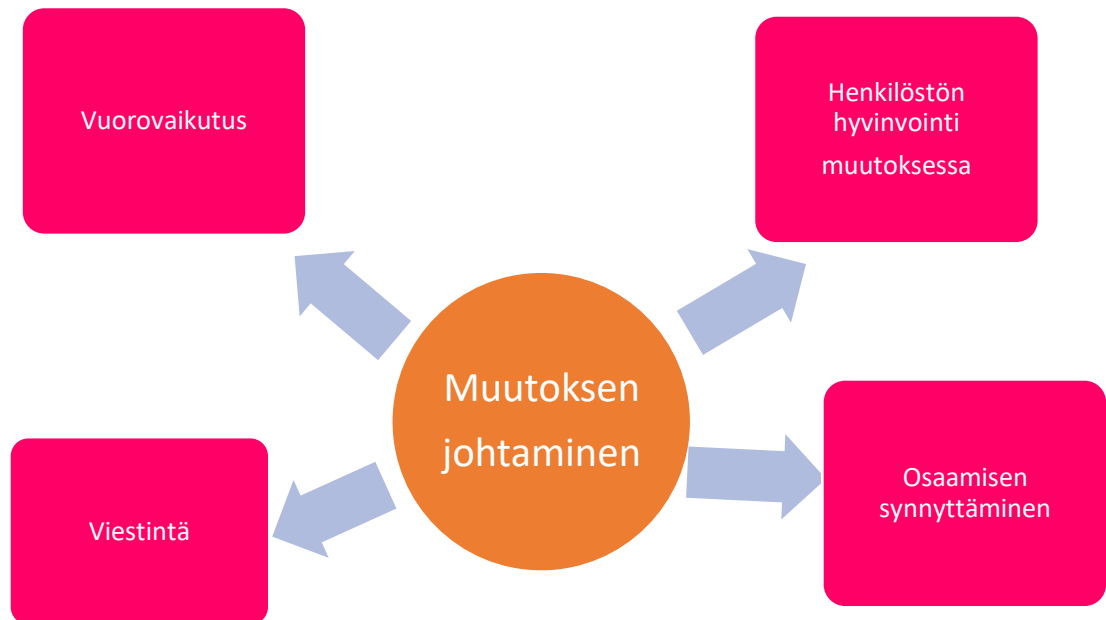 Vuorovaikutus
Henkilöstön
hyvinvointi
muutoksessa
Muutoksen
johtaminen
Viestintä
Osaamisen
synnyttäminen